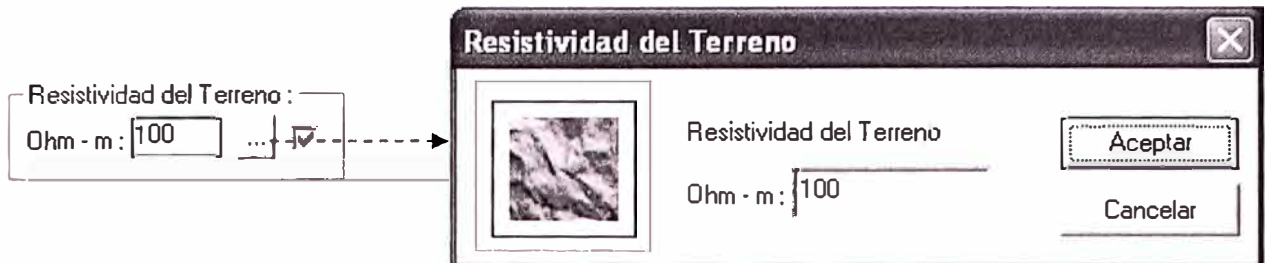 Resistividad del Terreno :
Ohm - m : 100 ...
Resistividad del Terreno
Resistividad del Terreno
Ohm - m : 100
Aceptar
Cancelar